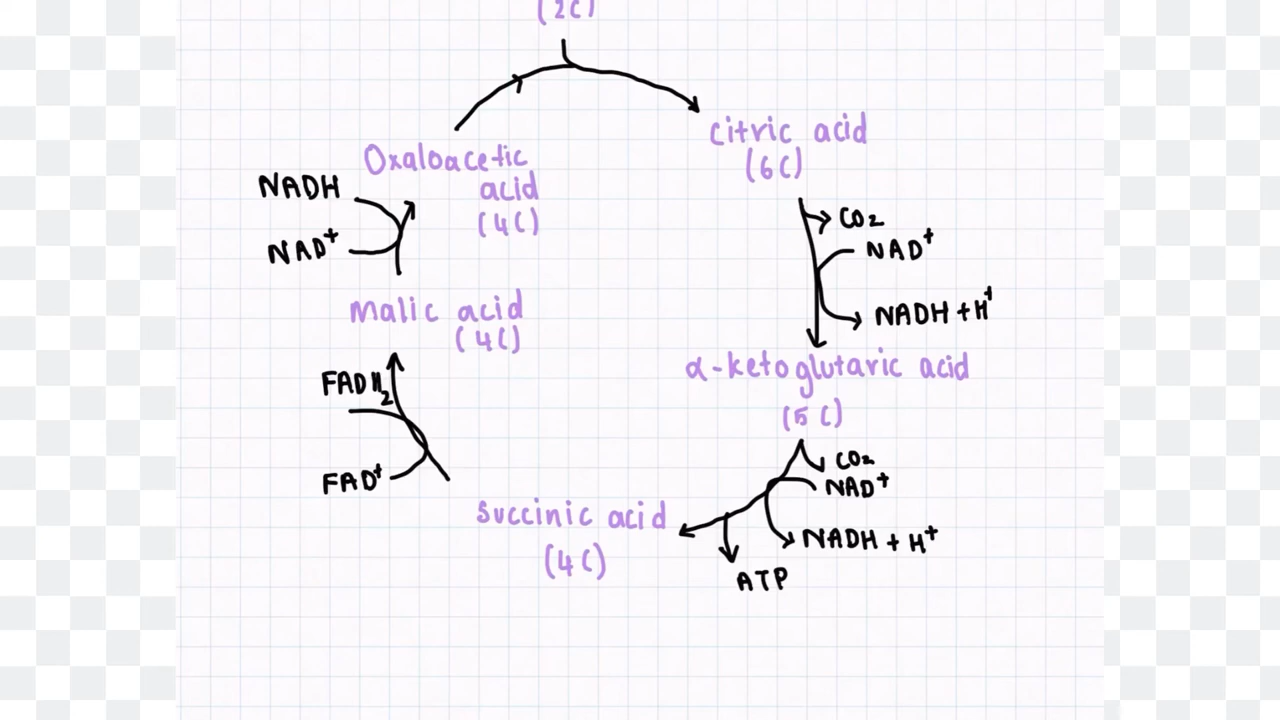 (2C)
Citric acid
(6C)
CO₂
NAD⁺
NADH + H⁺
α-ketoglutaric acid
(5C)
CO₂
NAD⁺
NADH + H⁺
ATP
Succinic acid
(4C)
FAD⁺
FADH₂
Malic acid
(4C)
NAD⁺
NADH
Oxaloacetic
acid
(4C)